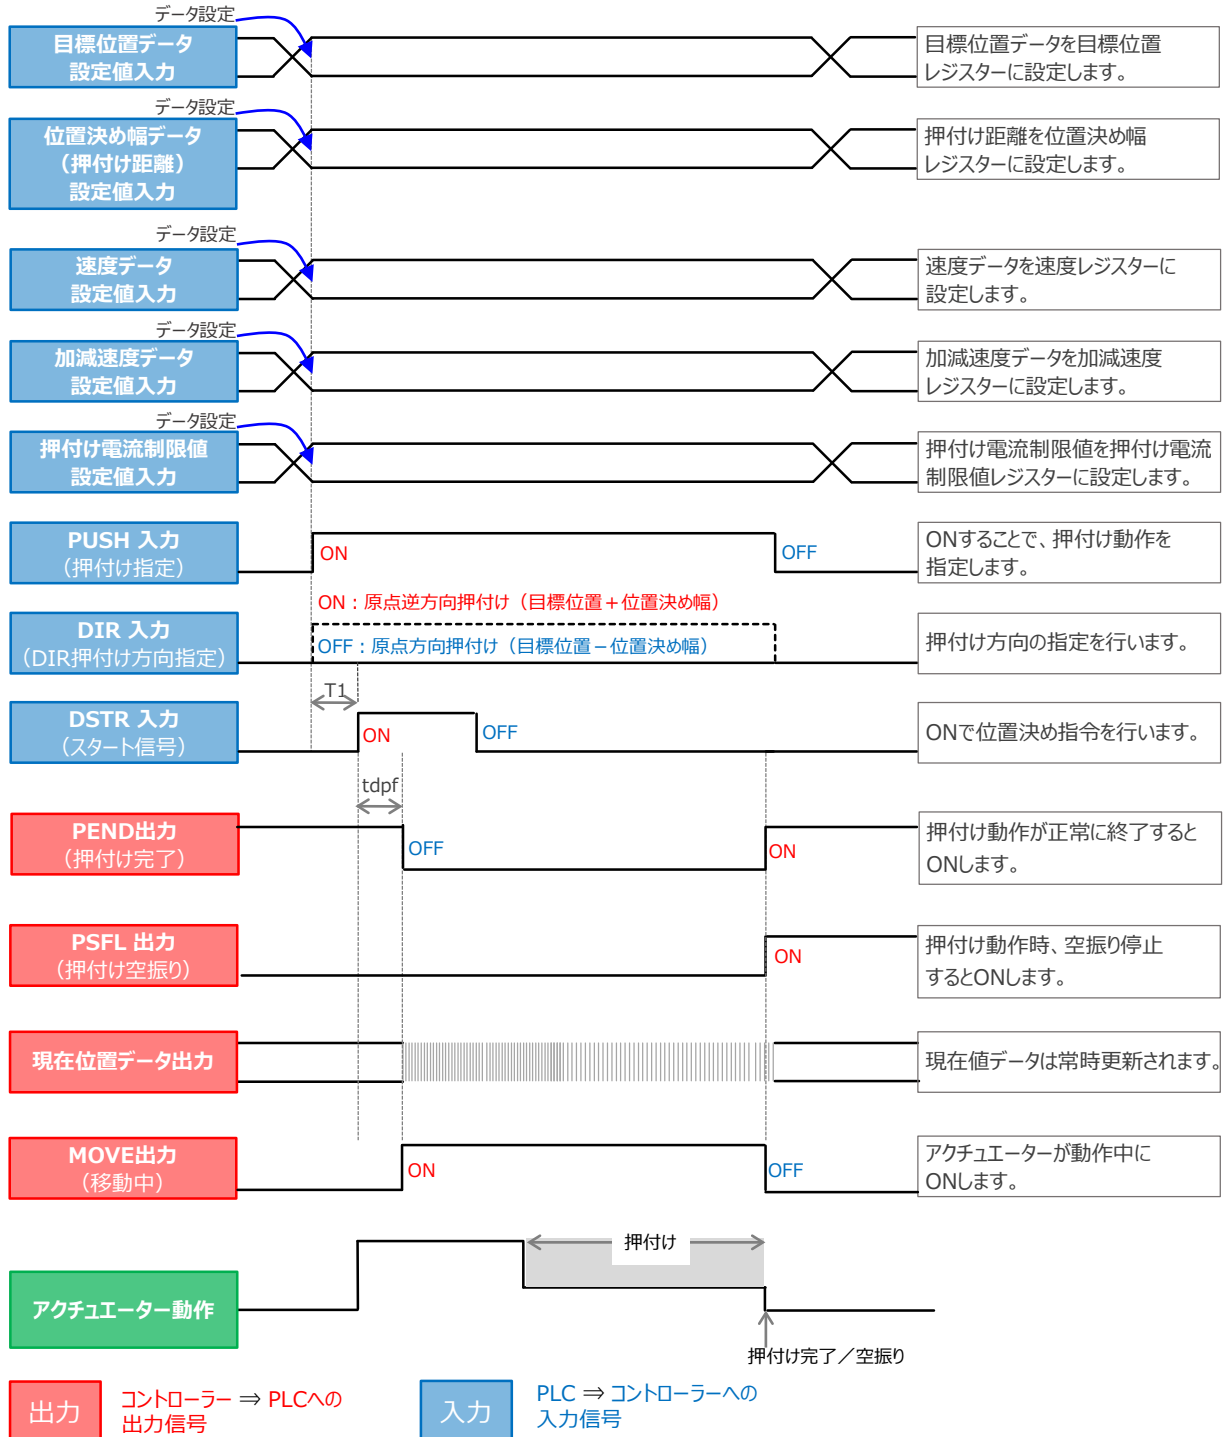 データ設定
目標位置データ
設定値入力
目標位置データを目標位置
レジスターに設定します。
データ設定
位置決め幅データ
（押付け距離）
設定値入力
押付け距離を位置決め幅
レジスターに設定します。
データ設定
速度データ
設定値入力
速度データを速度レジスターに
設定します。
データ設定
加減速度データ
設定値入力
加減速度データを加減速度
レジスターに設定します。
データ設定
押付け電流制限値
設定値入力
押付け電流制限値を押付け電流
制限値レジスターに設定します。
PUSH 入力
（押付け指定）
ON
OFF
ONすることで、押付け動作を
指定します。
ON：原点逆方向押付け（目標位置＋位置決め幅）
DIR 入力
（DIR押付け方向指定）
OFF：原点方向押付け（目標位置－位置決め幅）
押付け方向の指定を行います。
T1
DSTR 入力
（スタート信号）
ON
OFF
ONで位置決め指令を行います。
tdpf
PEND出力
（押付け完了）
OFF
ON
押付け動作が正常に終了すると
ONします。
PSFL 出力
（押付け空振り）
ON
押付け動作時、空振り停止
するとONします。
現在位置データ出力
現在値データは常時更新されます。
MOVE出力
（移動中）
ON
OFF
アクチュエーターが動作中に
ONします。
押付け
アクチュエーター動作
押付け完了／空振り
出力
コントローラー ⇒ PLCへの
出力信号
入力
PLC ⇒ コントローラーへの
入力信号